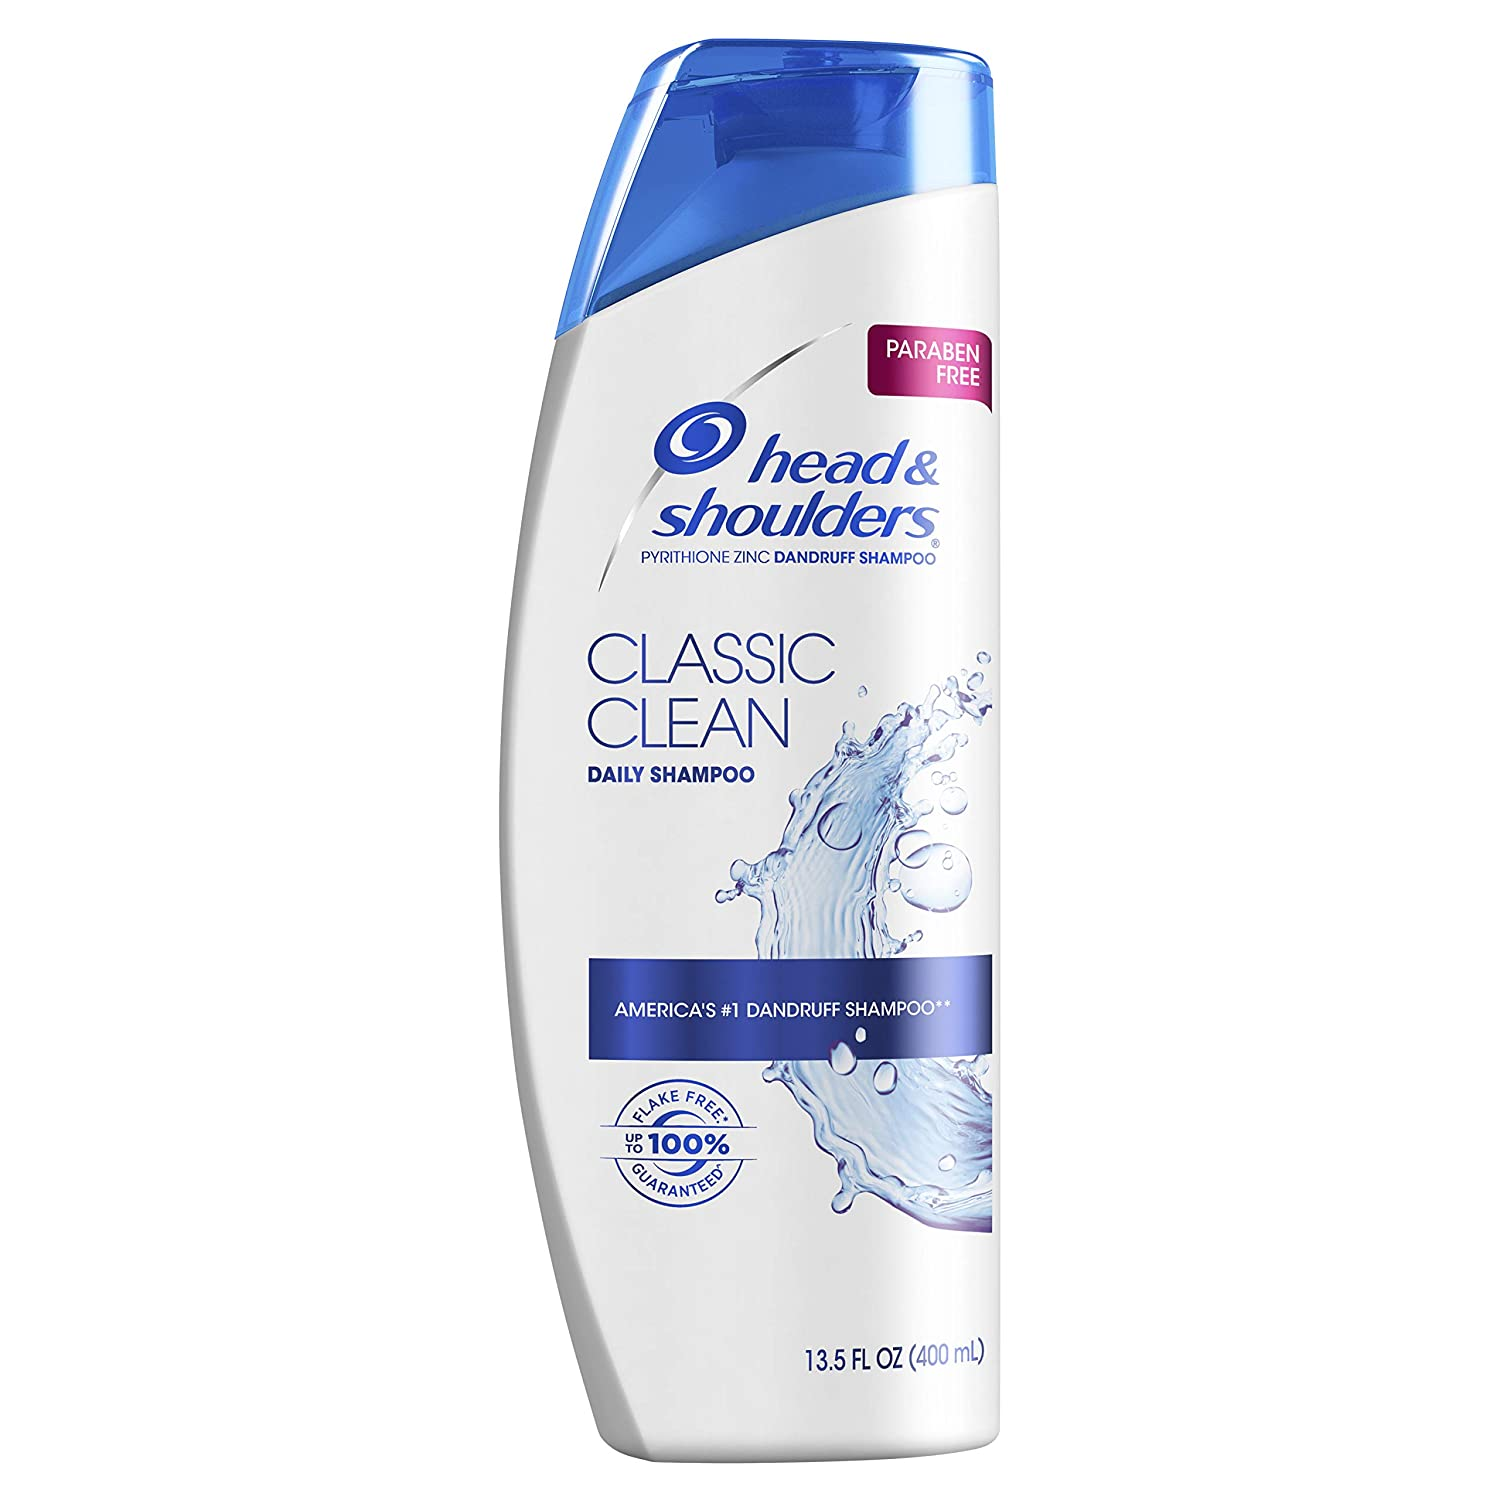 PARABEN
FREE
head &
shoulders®
PYRITHIONE ZINC DANDRUFF SHAMPOO
CLASSIC
CLEAN
DAILY SHAMPOO
AMERICA'S #1 DANDRUFF SHAMPOO**
FLAKE FREE*
UP
TO 100%
GUARANTEED^
13.5 FL OZ (400 mL)